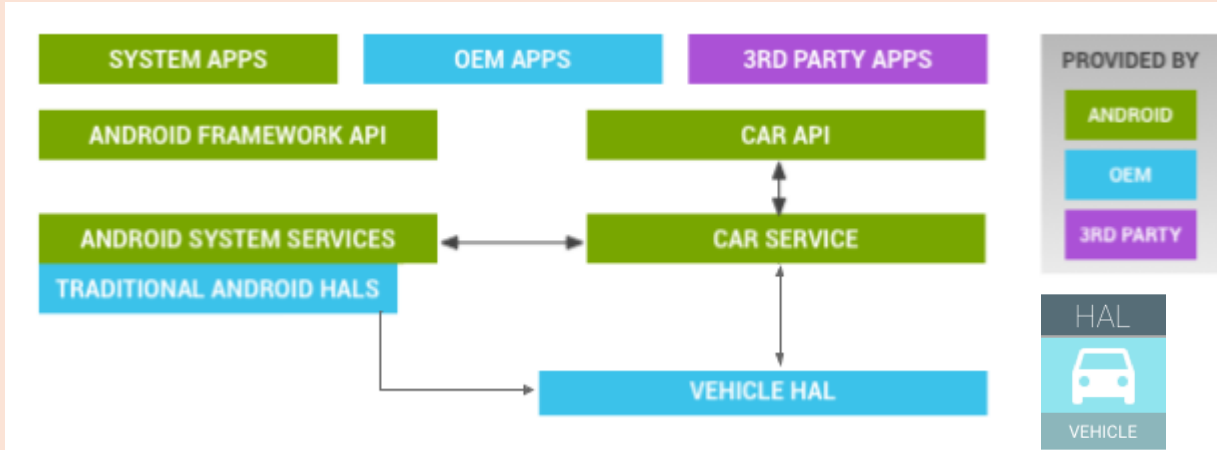 SYSTEM APPS
OEM APPS
3RD PARTY APPS
ANDROID FRAMEWORK API
CAR API
ANDROID SYSTEM SERVICES
CAR SERVICE
TRADITIONAL ANDROID HALS
VEHICLE HAL
PROVIDED BY
ANDROID
OEM
3RD PARTY
HAL
VEHICLE